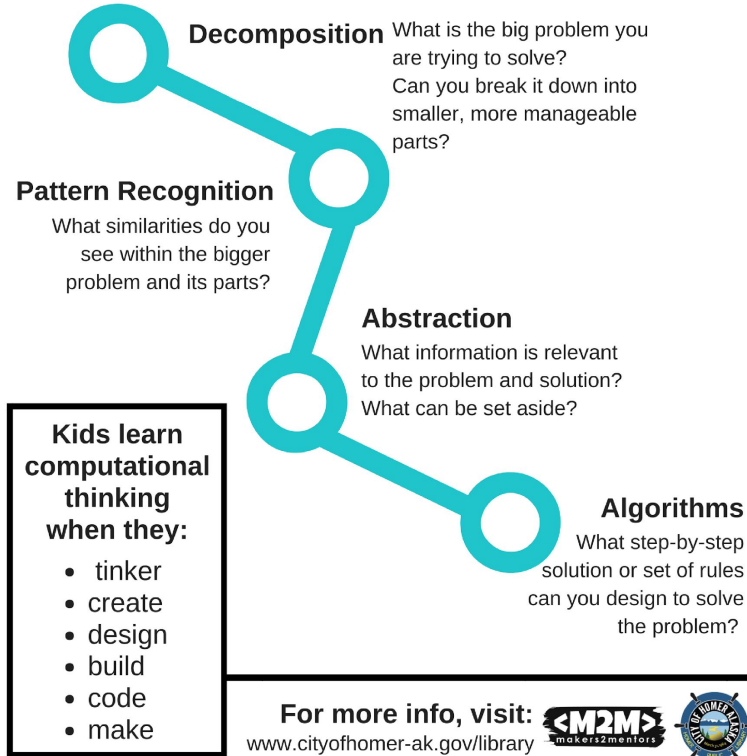 Decomposition
What is the big problem you
are trying to solve?
Can you break it down into
smaller, more manageable
parts?
Pattern Recognition
What similarities do you
see within the bigger
problem and its parts?
Abstraction
What information is relevant
to the problem and solution?
What can be set aside?
Algorithms
What step-by-step
solution or set of rules
can you design to solve
the problem?
Kids learn
computational
thinking
when they:
• tinker
• create
• design
• build
• code
• make
For more info, visit:
www.cityofhomer-ak.gov/library
<M2M>
makers2mentors
CITY OF HOMER ALASKA